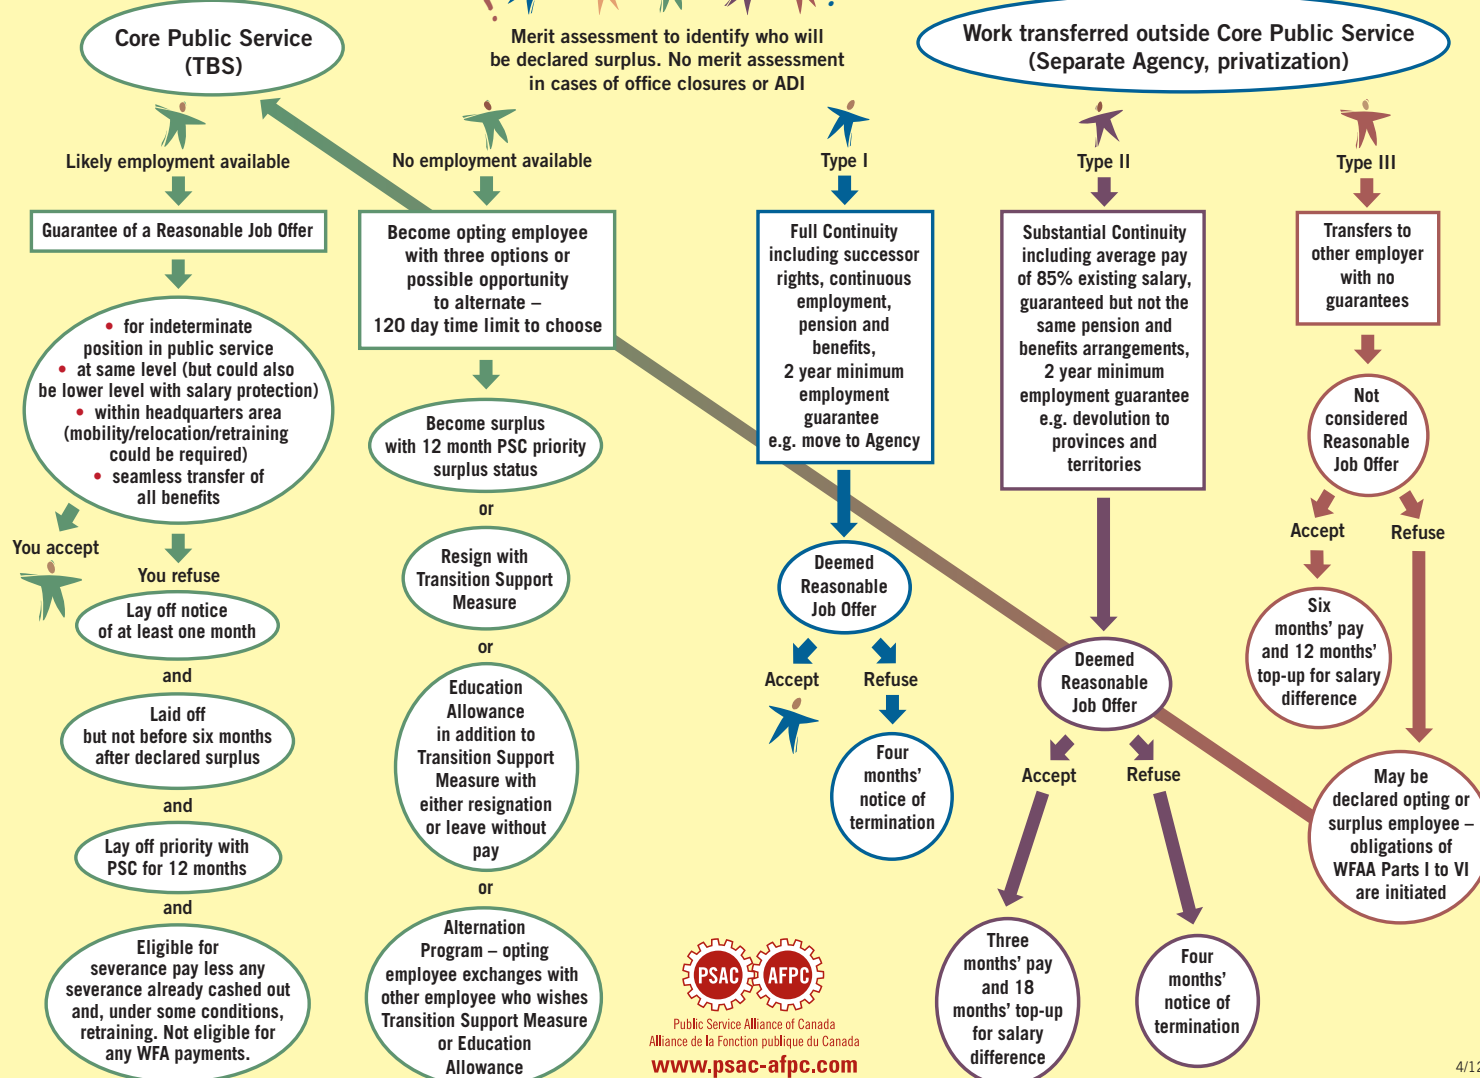 Core Public Service
(TBS)
Merit assessment to identify who will
be declared surplus. No merit assessment
in cases of office closures or ADI
Work transferred outside Core Public Service
(Separate Agency, privatization)
Likely employment available
Guarantee of a Reasonable Job Offer
• for indeterminate
position in public service
• at same level (but could also
be lower level with salary protection)
• within headquarters area
(mobility/relocation/retraining
could be required)
• seamless transfer of
all benefits
You accept
You refuse
Lay off notice
of at least one month
and
Laid off
but not before six months
after declared surplus
and
Lay off priority with
PSC for 12 months
and
Eligible for
severance pay less any
severance already cashed out
and, under some conditions,
retraining. Not eligible for
any WFA payments.
No employment available
Become opting employee
with three options or
possible opportunity
to alternate –
120 day time limit to choose
Become surplus
with 12 month PSC priority
surplus status
or
Resign with
Transition Support
Measure
or
Education
Allowance
in addition to
Transition Support
Measure with
either resignation
or leave without
pay
or
Alternation
Program – opting
employee exchanges with
other employee who wishes
Transition Support Measure
or Education
Allowance
Type I
Full Continuity
including successor
rights, continuous
employment,
pension and
benefits,
2 year minimum
employment
guarantee
e.g. move to Agency
Deemed
Reasonable
Job Offer
Accept
Refuse
Four
months'
notice of
termination
Type II
Substantial Continuity
including average pay
of 85% existing salary,
guaranteed but not the
same pension and
benefits arrangements,
2 year minimum
employment guarantee
e.g. devolution to
provinces and
territories
Deemed
Reasonable
Job Offer
Accept
Refuse
Three
months' pay
and 18
months' top-up
for salary
difference
Four
months'
notice of
termination
Type III
Transfers to
other employer
with no
guarantees
Not
considered
Reasonable
Job Offer
Accept
Refuse
Six
months' pay
and 12 months'
top-up for salary
difference
May be
declared opting or
surplus employee –
obligations of
WFAA Parts I to VI
are initiated
PSAC AFPC
Public Service Alliance of Canada
Alliance de la Fonction publique du Canada
www.psac-afpc.com
4/12